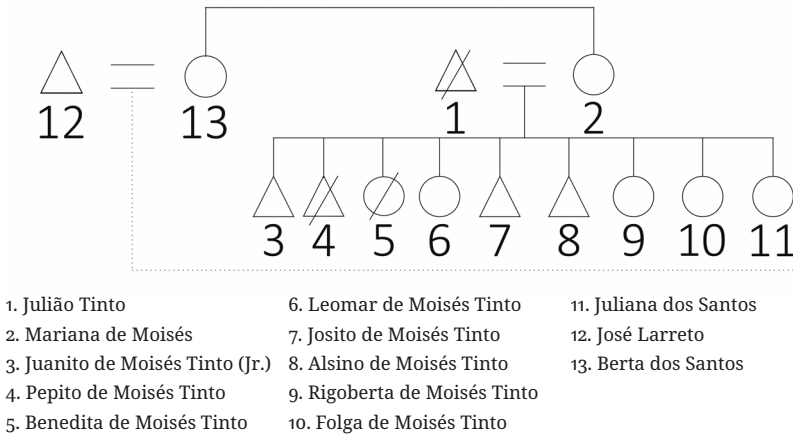 12
13
1
2
3
4
5
6
7
8
9
10
11
1. Julião Tinto
2. Mariana de Moisés
3. Juanito de Moisés Tinto (Jr.)
4. Pepito de Moisés Tinto
5. Benedita de Moisés Tinto
6. Leomar de Moisés Tinto
7. Josito de Moisés Tinto
8. Alsino de Moisés Tinto
9. Rigoberta de Moisés Tinto
10. Folga de Moisés Tinto
11. Juliana dos Santos
12. José Larreto
13. Berta dos Santos